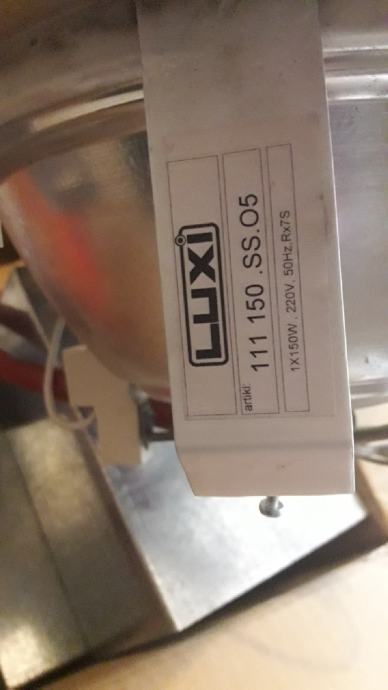 LUXi
artikl: 111 150 .SS.O5
1X150W , 220V, 50Hz,Rx7S